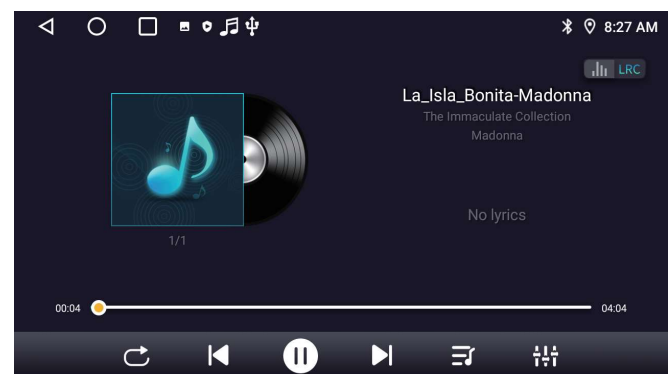 8:27 AM
LRC
La_Isla_Bonita-Madonna
The Immaculate Collection
Madonna
No lyrics
1/1
00:04
04:04